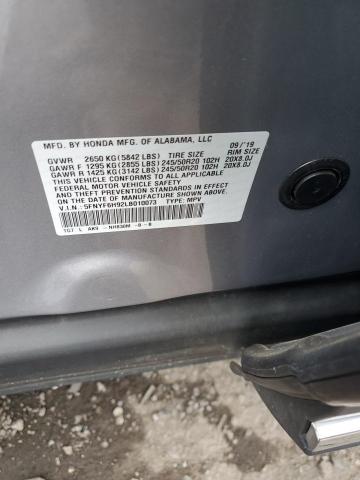 MFD. BY HONDA MFG. OF ALABAMA, LLC 09/'19
GVWR 2650 KG (5842 LBS) TIRE SIZE RIM SIZE
GAWR F 1295 KG (2855 LBS) 245/50R20 102H 20X8.0J
GAWR R 1425 KG (3142 LBS) 245/50R20 102H 20X8.0J
THIS VEHICLE CONFORMS TO ALL APPLICABLE
FEDERAL MOTOR VEHICLE SAFETY
AND THEFT PREVENTION STANDARDS IN EFFECT
ON THE DATE OF MANUFACTURE SHOWN ABOVE.
V.I.N.: 5FNYF6H92LB010073 TYPE: MPV
TG7 L AKV -NH830M -B-B